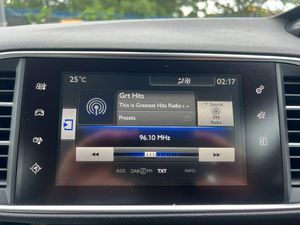 25°C
02:17
Grt Hits
This is Greatest Hits Radio
Source
Presets
FM
Radio
96.10 MHz
RDS DAB FM TXT INFO